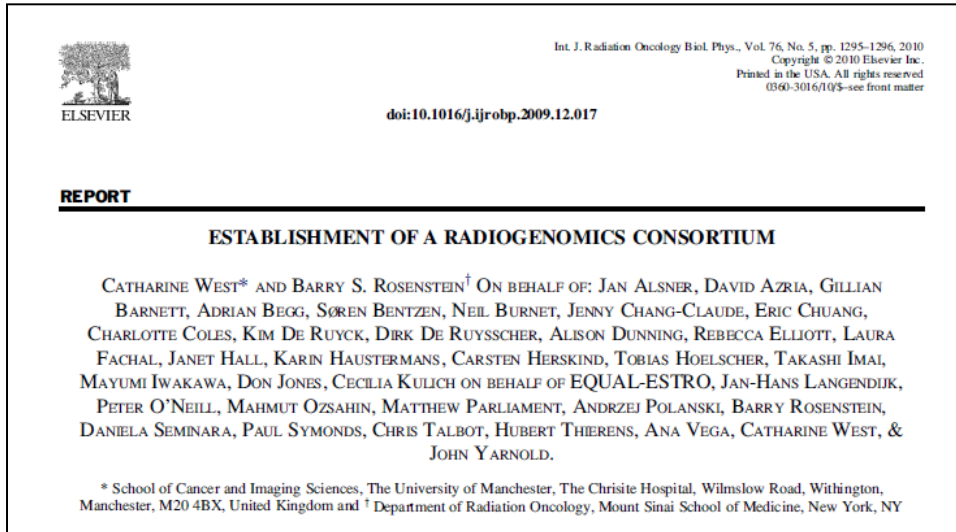 Int. J. Radiation Oncology Biol. Phys., Vol. 76, No. 5, pp. 1295–1296, 2010
Copyright © 2010 Elsevier Inc.
Printed in the USA. All rights reserved
0360-3016/10/$–see front matter
ELSEVIER
doi:10.1016/j.ijrobp.2009.12.017
REPORT
ESTABLISHMENT OF A RADIOGENOMICS CONSORTIUM
CATHARINE WEST* AND BARRY S. ROSENSTEIN† ON BEHALF OF: JAN ALSNER, DAVID AZRIA, GILLIAN
BARNETT, ADRIAN BEGG, SØREN BENTZEN, NEIL BURNET, JENNY CHANG-CLAUDE, ERIC CHUANG,
CHARLOTTE COLES, KIM DE RUYCK, DIRK DE RUYSSCHER, ALISON DUNNING, REBECCA ELLIOTT, LAURA
FACHAL, JANET HALL, KARIN HAUSTERMANS, CARSTEN HERSKIND, TOBIAS HOELSCHER, TAKASHI IMAI,
MAYUMI IWAKAWA, DON JONES, CECILIA KULICH ON BEHALF OF EQUAL-ESTRO, JAN-HANS LANGENDIJK,
PETER O'NEILL, MAHMUT OZSAHIN, MATTHEW PARLIAMENT, ANDRZEJ POLANSKI, BARRY ROSENSTEIN,
DANIELA SEMINARA, PAUL SYMONDS, CHRIS TALBOT, HUBERT THIERENS, ANA VEGA, CATHARINE WEST, &
JOHN YARNOLD.
* School of Cancer and Imaging Sciences, The University of Manchester, The Chrisite Hospital, Wilmslow Road, Withington,
Manchester, M20 4BX, United Kingdom and † Department of Radiation Oncology, Mount Sinai School of Medicine, New York, NY